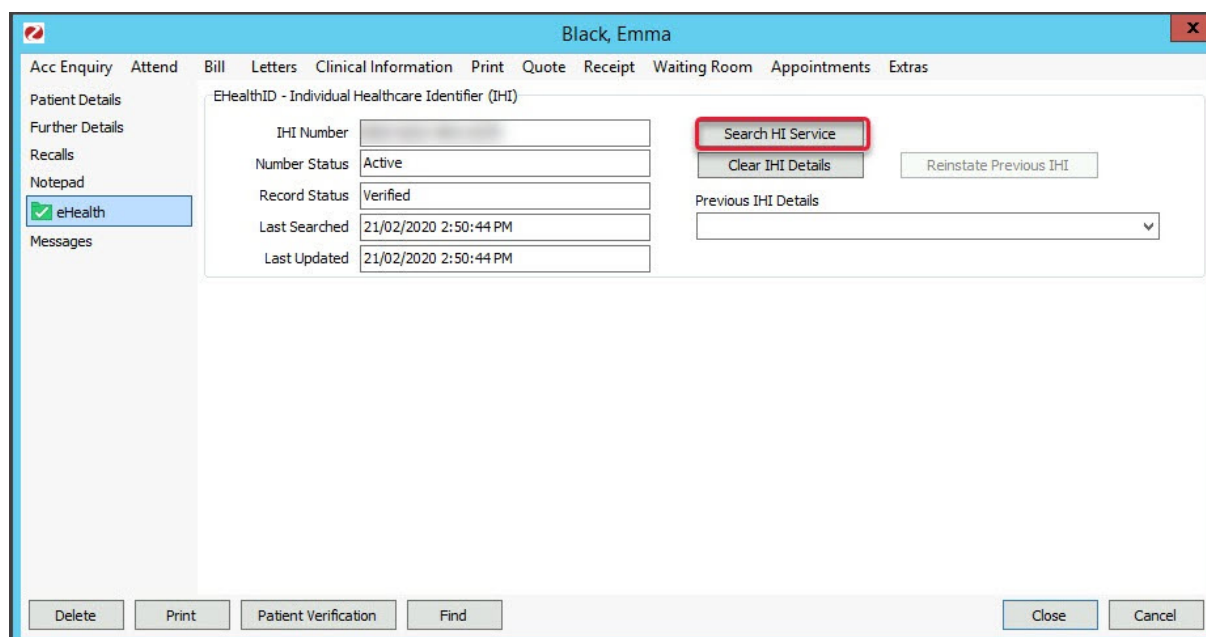 Black, Emma
x
Acc Enquiry Attend Bill Letters Clinical Information Print Quote Receipt Waiting Room Appointments Extras
Patient Details
Further Details
Recalls
Notepad
eHealth
Messages
EHealthID - Individual Healthcare Identifier (IHI)
IHI Number
Number Status Active
Record Status Verified
Last Searched 21/02/2020 2:50:44 PM
Last Updated 21/02/2020 2:50:44 PM
Search HI Service
Clear IHI Details Reinstate Previous IHI
Previous IHI Details
Delete Print Patient Verification Find Close Cancel